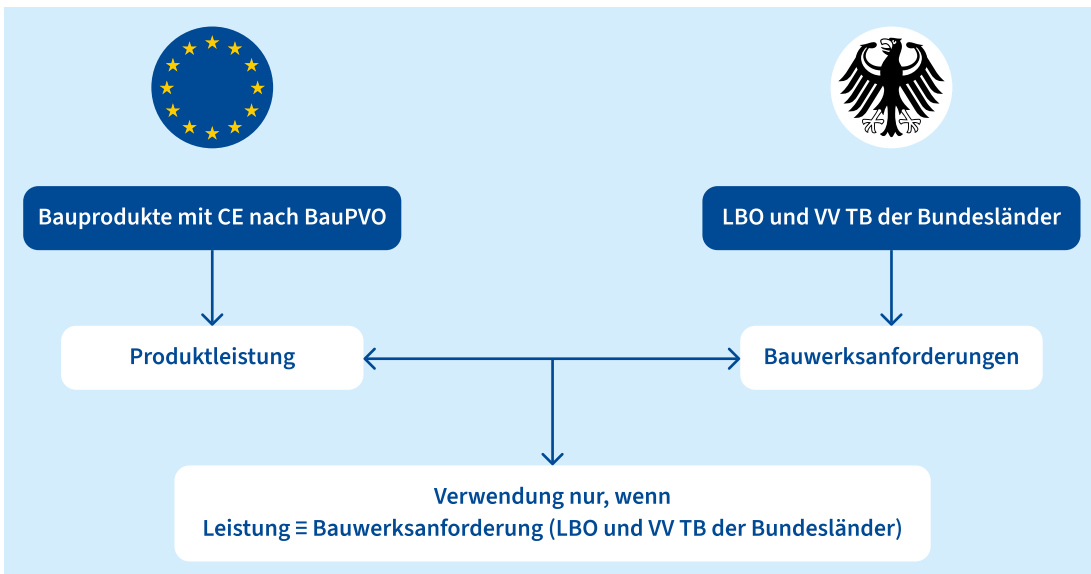 Bauprodukte mit CE nach BauPVO
LBO und VV TB der Bundesländer
Produktleistung
Bauwerksanforderungen
Verwendung nur, wenn
Leistung ≡ Bauwerksanforderung (LBO und VV TB der Bundesländer)